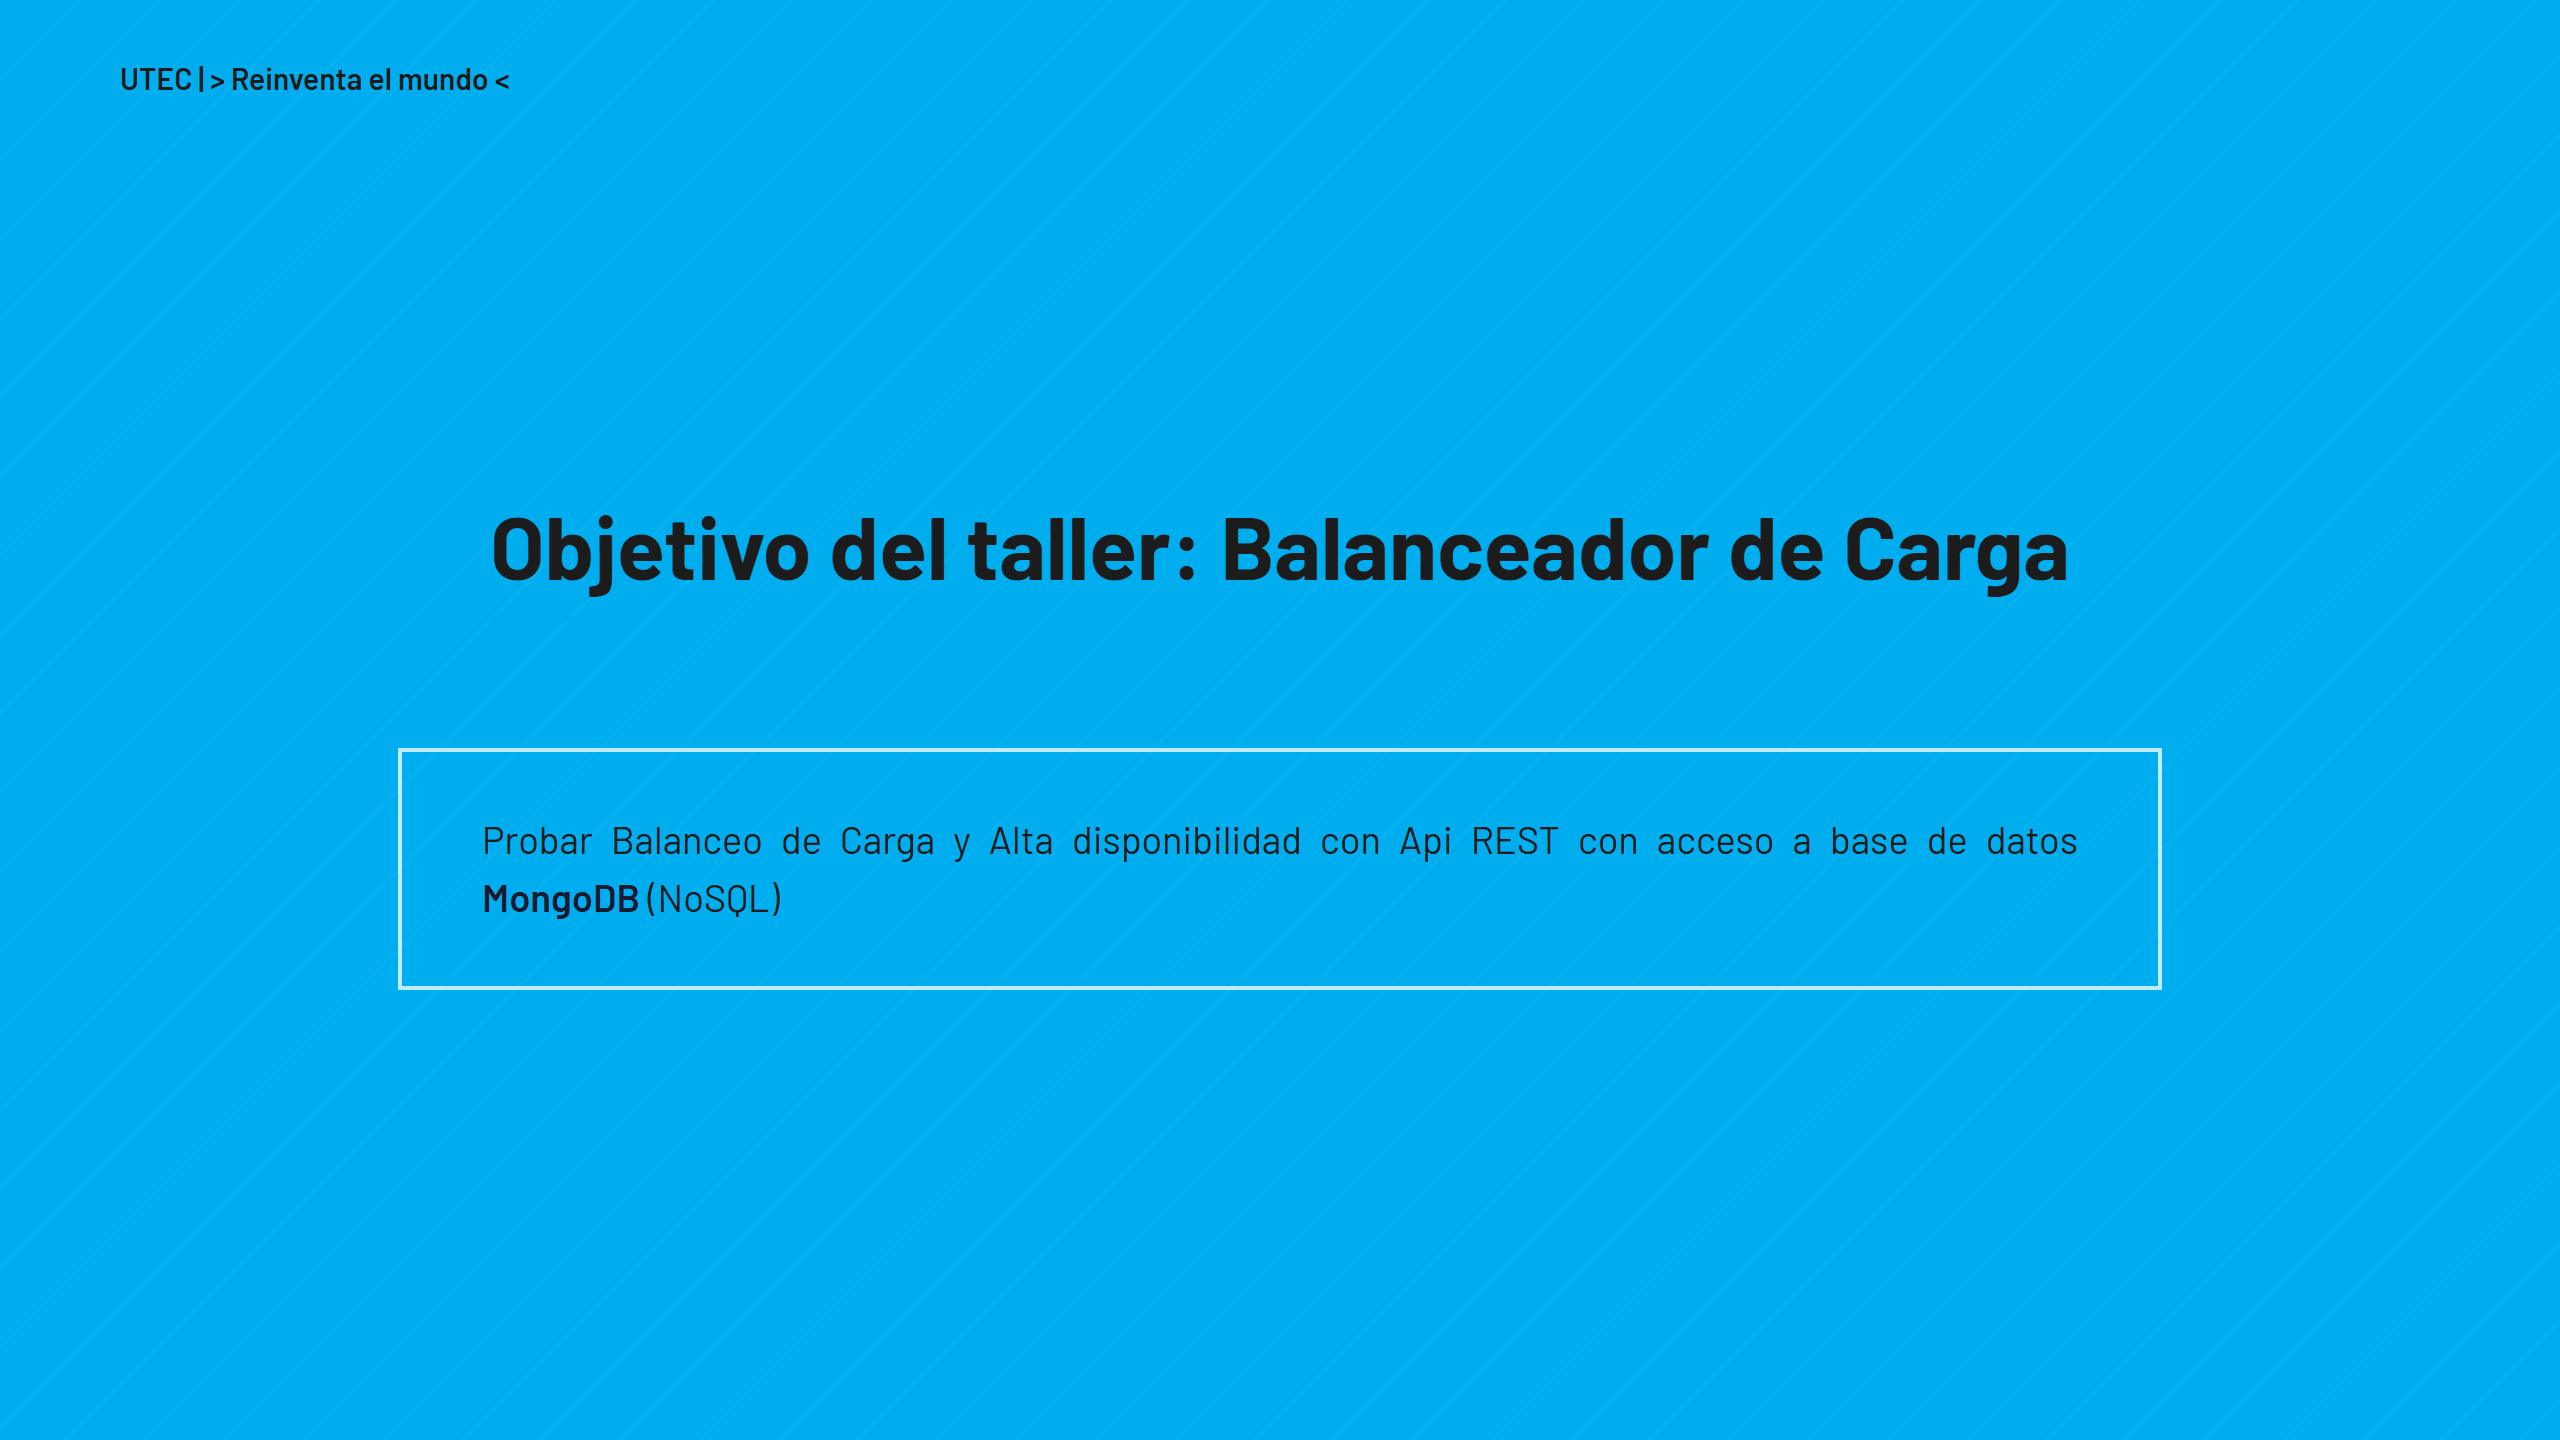 UTEC | > Reinventa el mundo <
Objetivo del taller: Balanceador de Carga
Probar Balanceo de Carga y Alta disponibilidad con Api REST con acceso a base de datos
MongoDB (NoSQL)